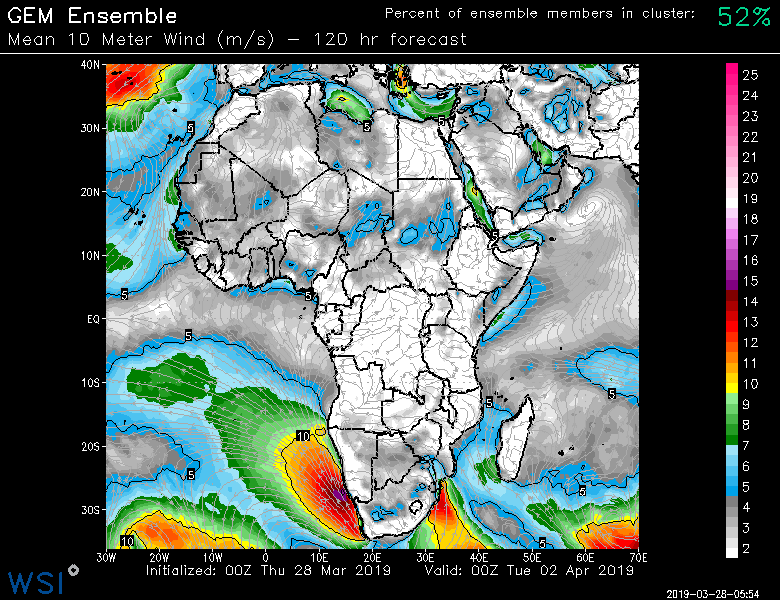 GEM Ensemble
Percent of ensemble members in cluster: 52%
Mean 10 Meter Wind (m/s) – 120 hr forecast
40N
30N
20N
10N
EQ
10S
20S
30S
30W 20W 10W 0 10E 20E 30E 40E 50E 60E 70E
5
5
5
5
5
5
5
5
10
5
5
5
5
10
5
25
24
23
22
21
20
19
18
17
16
15
14
13
12
11
10
9
8
7
6
5
4
3
2
Initialized: 00Z Thu 28 Mar 2019 Valid: 00Z Tue 02 Apr 2019
WSI
2019-03-28-05:54